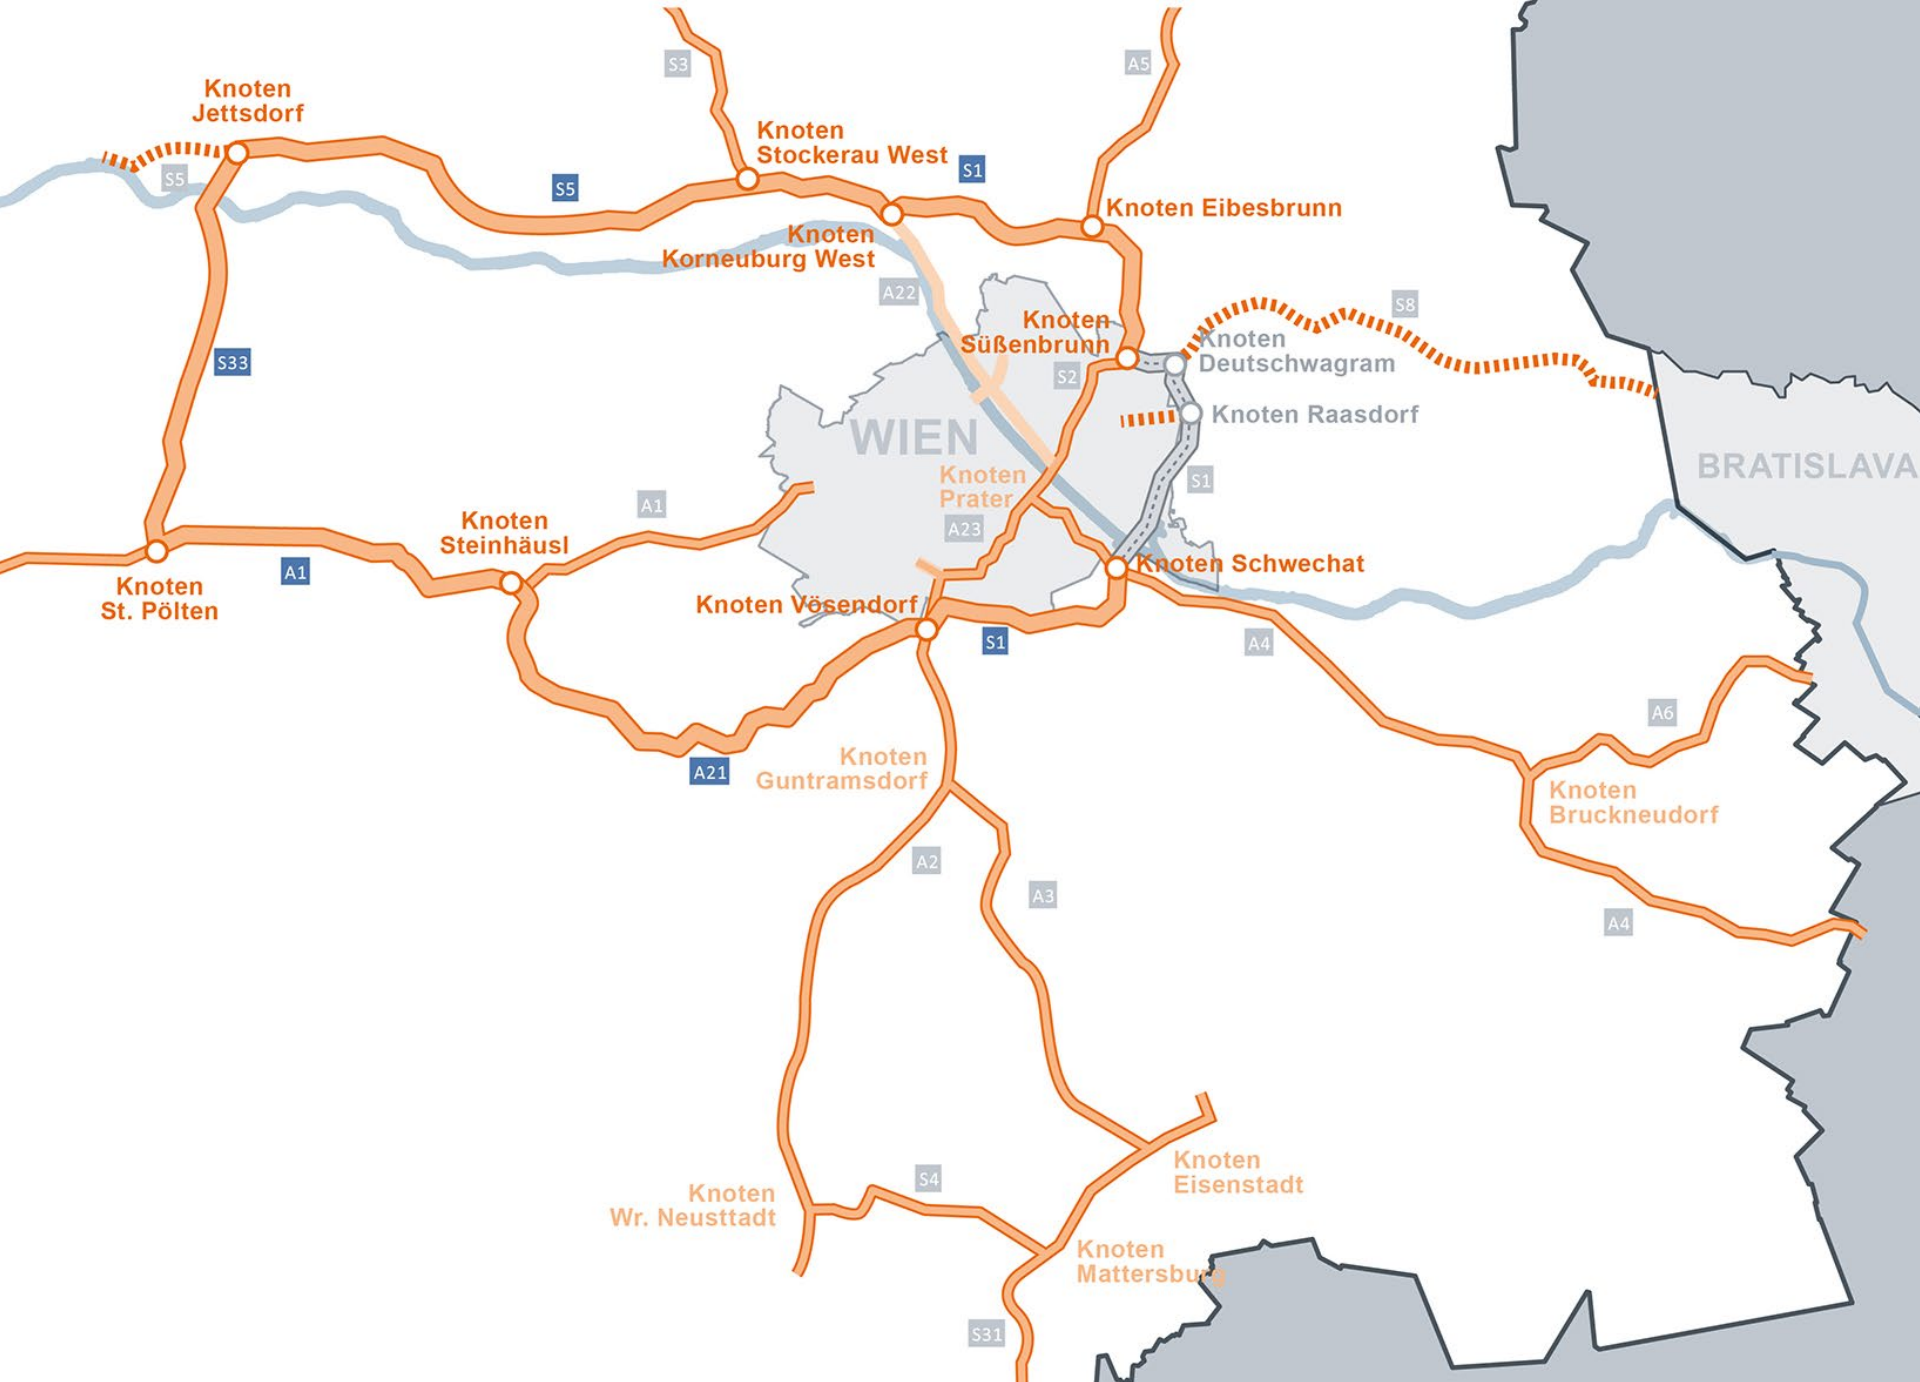 S3
A5
Knoten
Jettsdorf
Knoten
Stockerau West
S1
S5
S5
Knoten Eibesbrunn
Knoten
Korneuburg West
A22
S8
Knoten
Süßenbrunn
Knoten
Deutschwagram
S33
S2
Knoten Raasdorf
WIEN
BRATISLAVA
Knoten
Prater
S1
A1
Knoten
Steinhäusl
A23
Knoten Schwechat
A1
Knoten
St. Pölten
Knoten Vösendorf
S1
A4
A6
Knoten
Guntramsdorf
A21
Knoten
Bruckneudorf
A2
A3
A4
Knoten
Eisenstadt
S4
Knoten
Wr. Neusttadt
Knoten
Mattersburg
S31